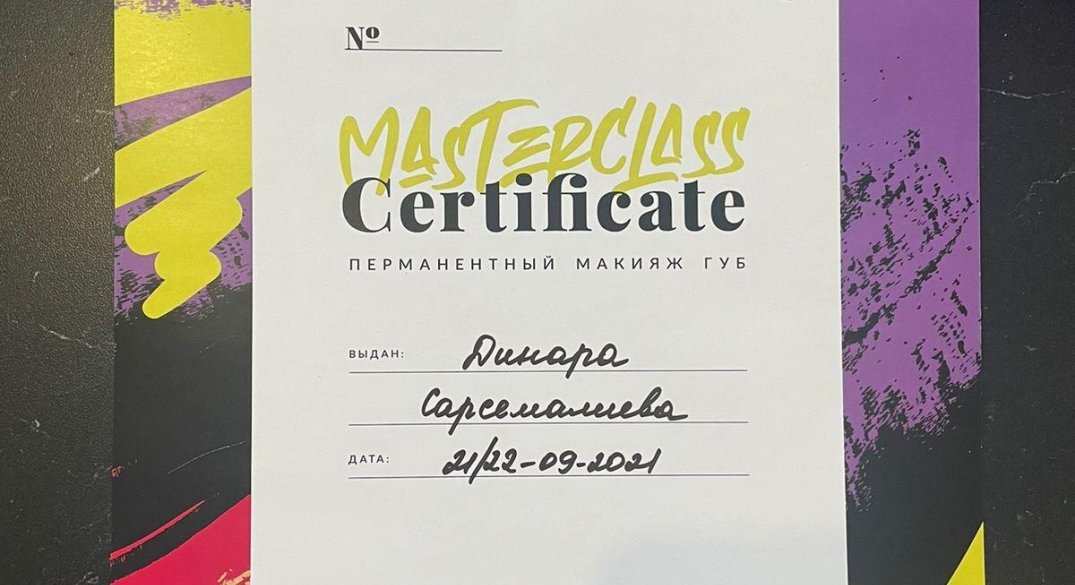 №
MASTERCLASS
Certificate
ПЕРМАНЕНТНЫЙ МАКИЯЖ ГУБ
ВЫДАН: Динара
Сарсемалиева
ДАТА: 21/22-09-2021